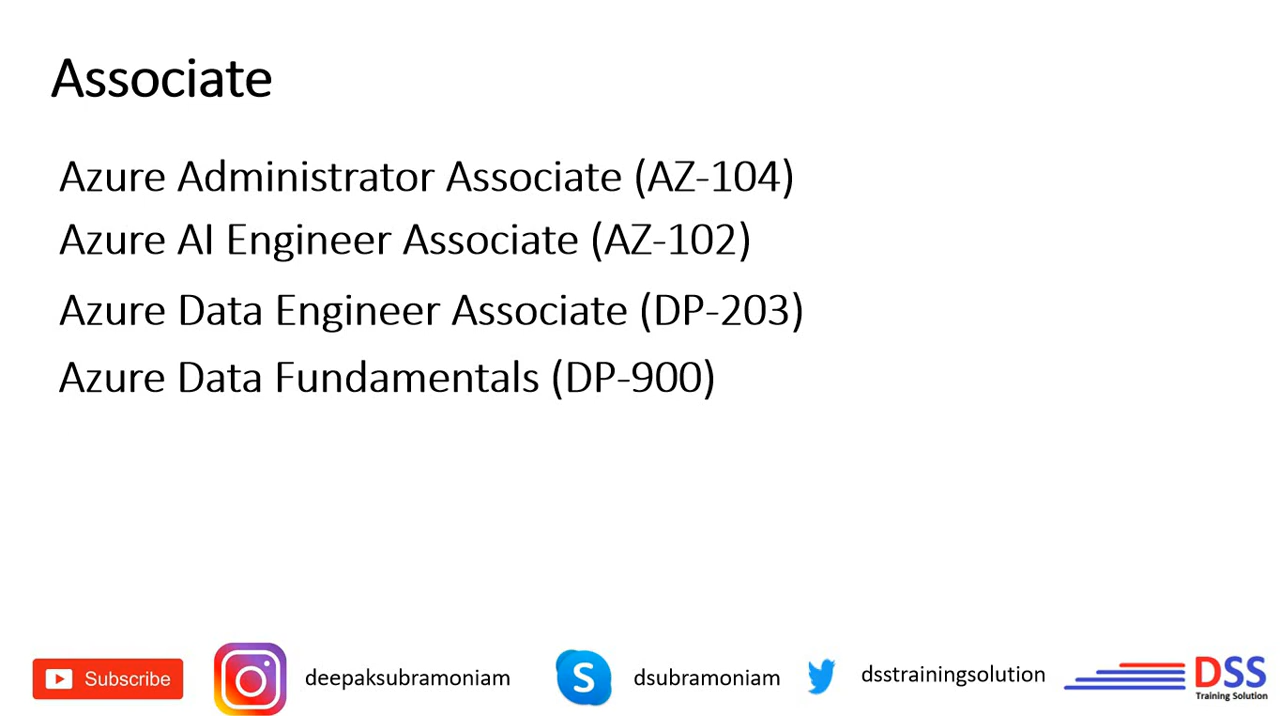 Associate
Azure Administrator Associate (AZ-104)
Azure AI Engineer Associate (AZ-102)
Azure Data Engineer Associate (DP-203)
Azure Data Fundamentals (DP-900)
Subscribe
deepaksubramoniam
dsubramoniam
dsstrainingsolution
DSS
Training Solution